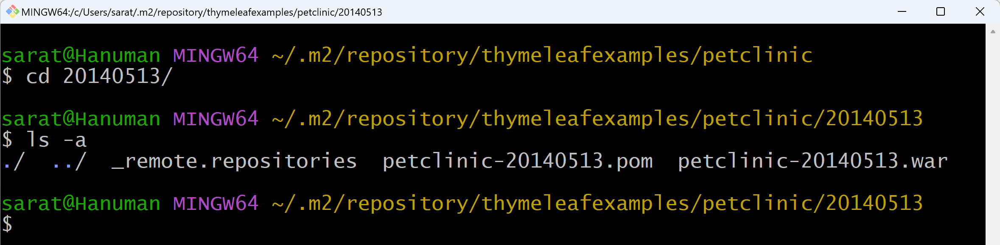 MINGW64:/c/Users/sarat/.m2/repository/thymeleafexamples/petclinic/20140513
sarat@Hanuman MINGW64 ~/.m2/repository/thymeleafexamples/petclinic
$ cd 20140513/
sarat@Hanuman MINGW64 ~/.m2/repository/thymeleafexamples/petclinic/20140513
$ ls -a
./  ../  _remote.repositories  petclinic-20140513.pom  petclinic-20140513.war
sarat@Hanuman MINGW64 ~/.m2/repository/thymeleafexamples/petclinic/20140513
$